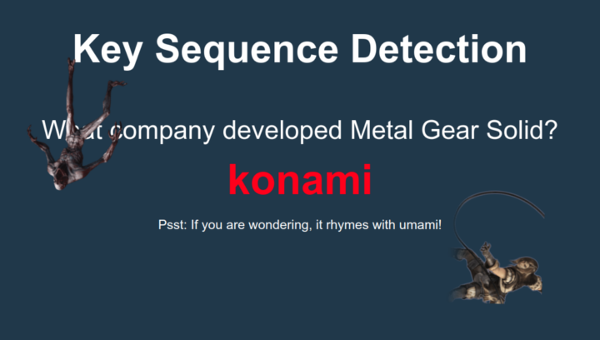 Key Sequence Detection
What company developed Metal Gear Solid?
konami
Psst: If you are wondering, it rhymes with umami!